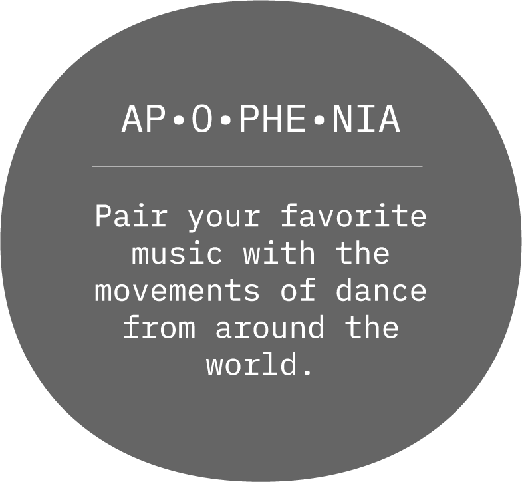 AP•O•PHE•NIA
Pair your favorite
music with the
movements of dance
from around the
world.